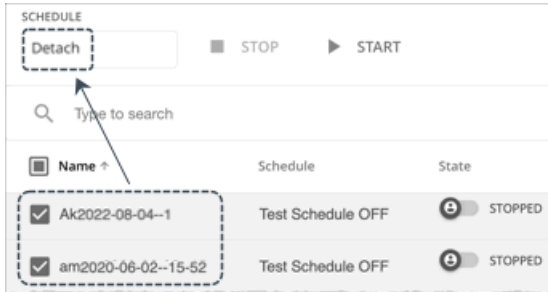 SCHEDULE
Detach
STOP
START
Type to search
Name ↑
Schedule
State
Ak2022-08-04--1
Test Schedule OFF
STOPPED
am2020-06-02--15-52
Test Schedule OFF
STOPPED